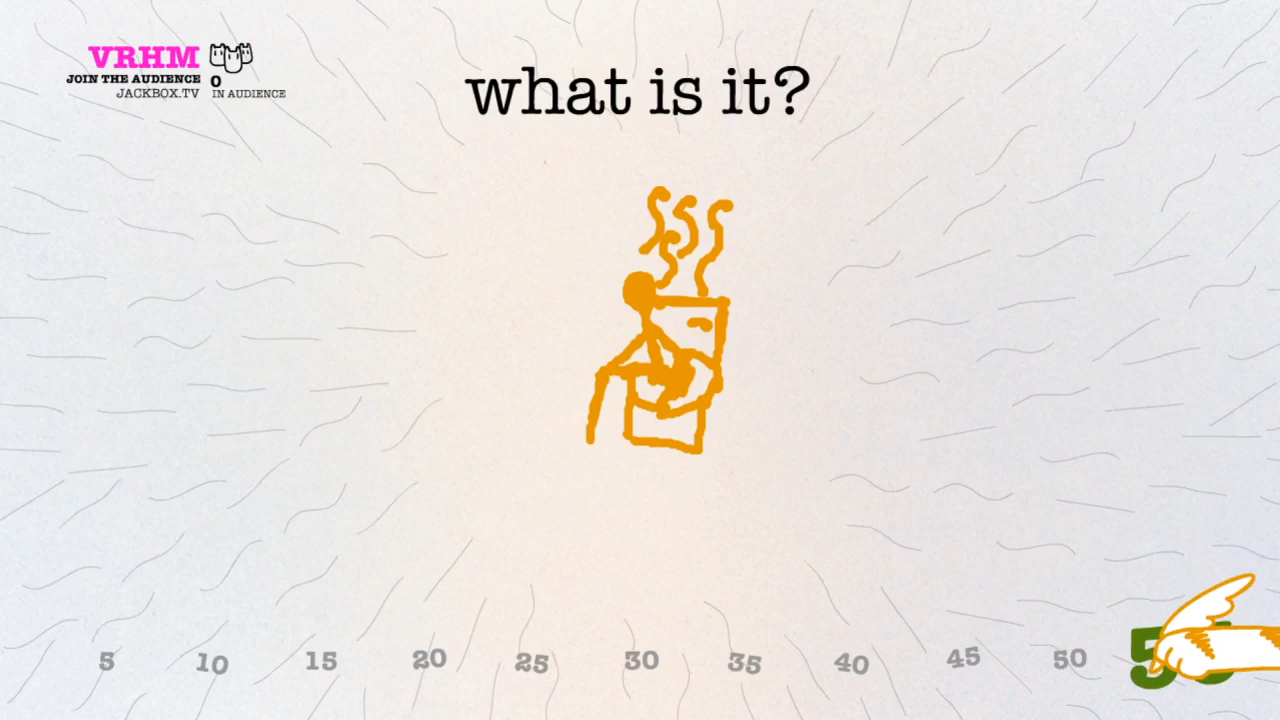 VRHM
JOIN THE AUDIENCE
JACKBOX.TV
0
IN AUDIENCE
what is it?
5 10 15 20 25 30 35 40 45 50